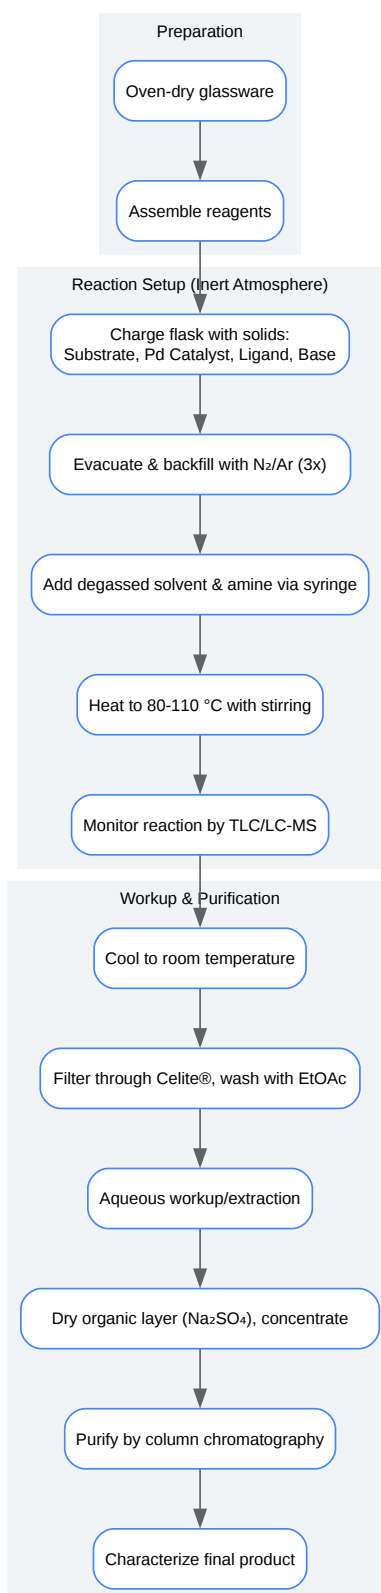 Preparation
Oven-dry glassware
Assemble reagents
Reaction Setup (Inert Atmosphere)
Charge flask with solids:
Substrate, Pd Catalyst, Ligand, Base
Evacuate & backfill with N₂/Ar (3x)
Add degassed solvent & amine via syringe
Heat to 80-110 °C with stirring
Monitor reaction by TLC/LC-MS
Workup & Purification
Cool to room temperature
Filter through Celite®, wash with EtOAc
Aqueous workup/extraction
Dry organic layer (Na₂SO₄), concentrate
Purify by column chromatography
Characterize final product